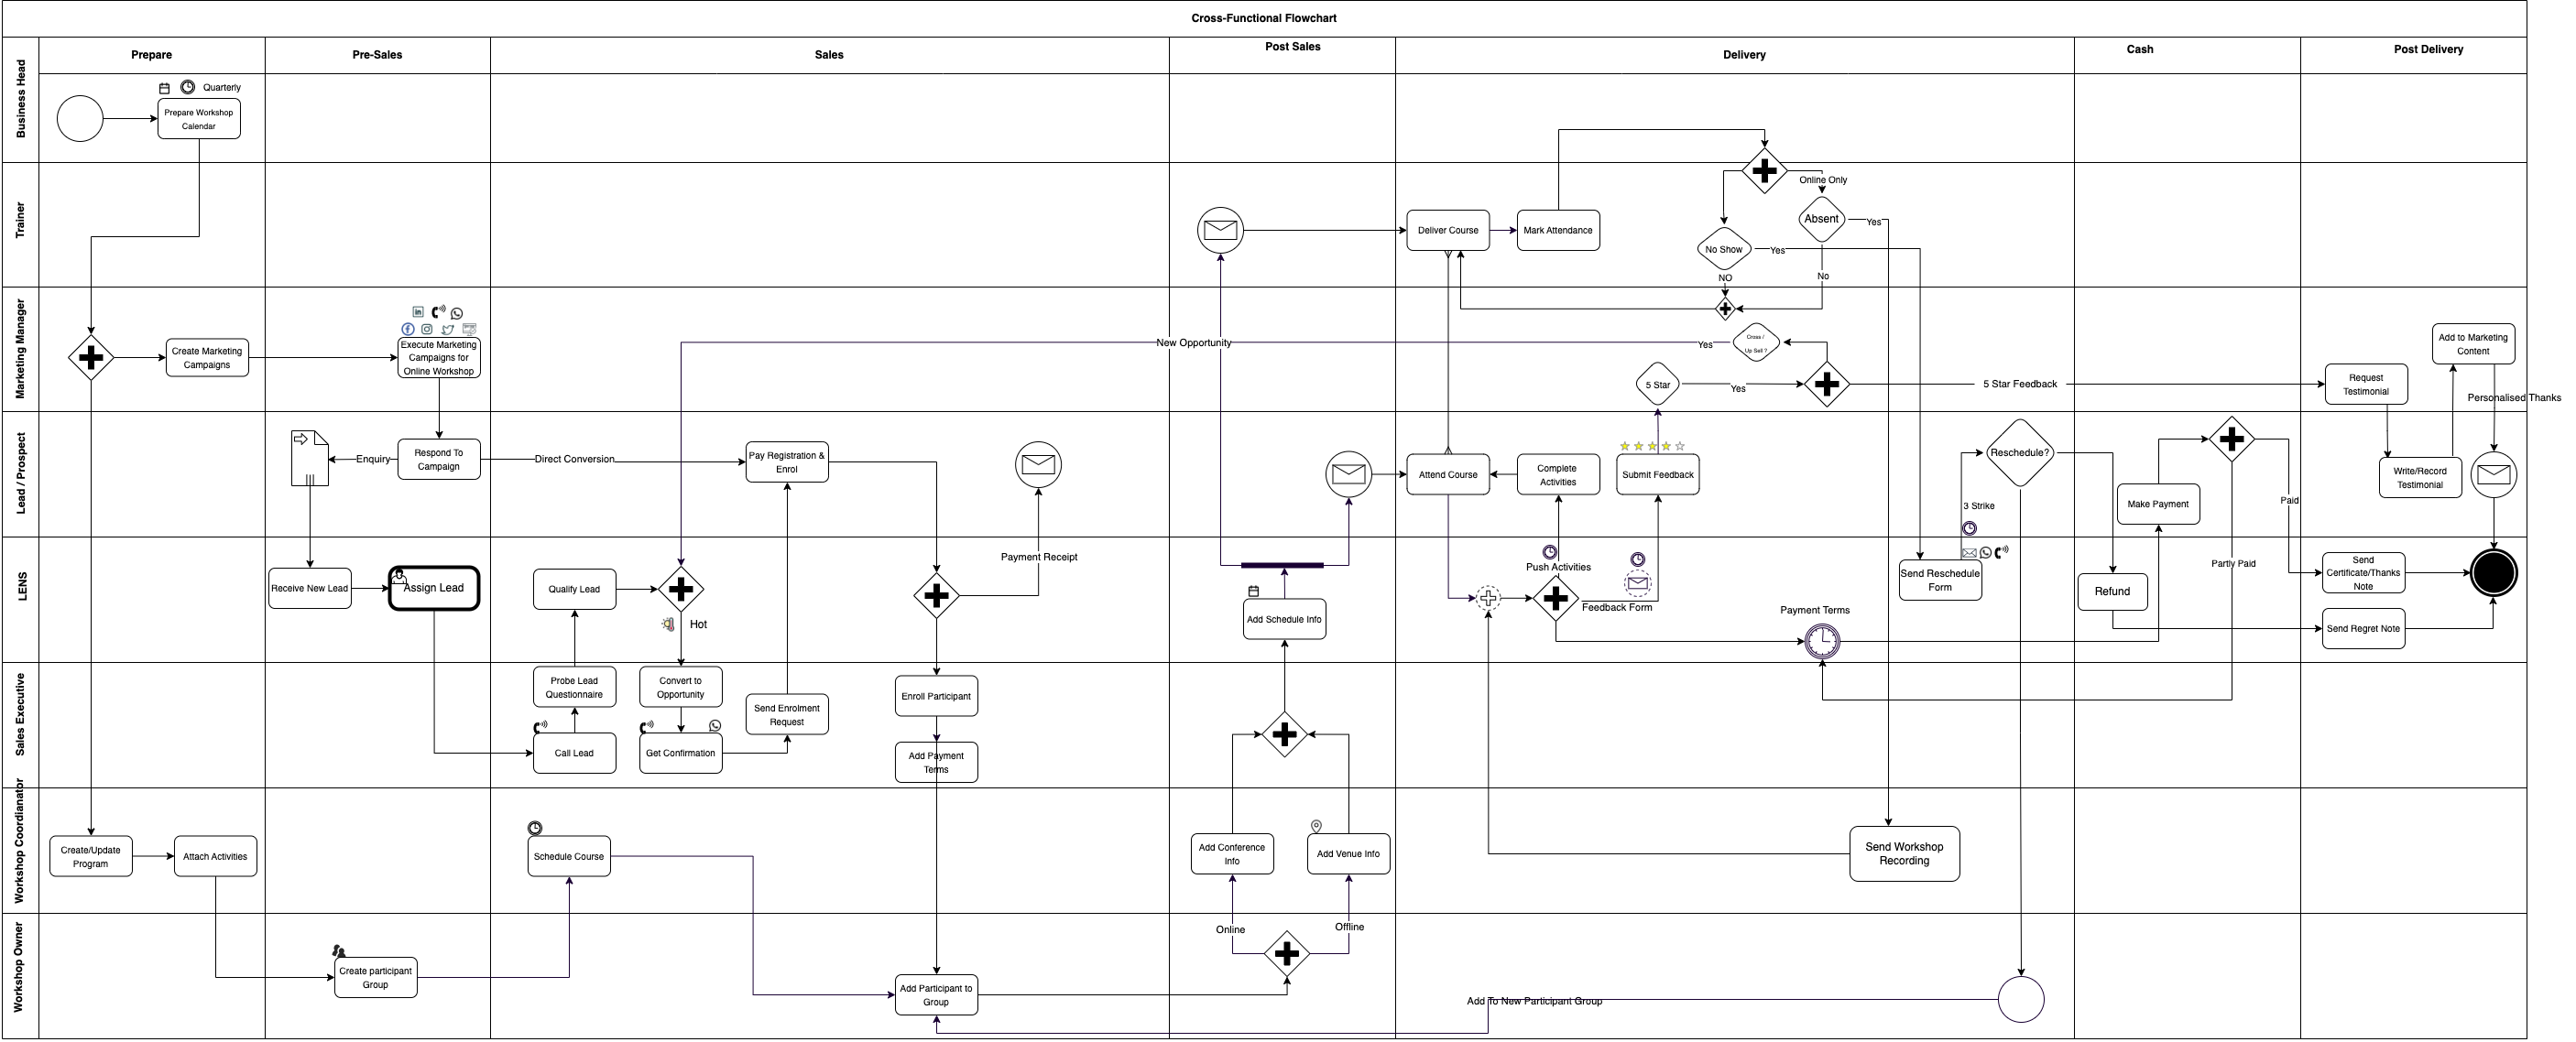 Cross-Functional Flowchart
Prepare
Pre-Sales
Sales
Post Sales
Delivery
Cash
Post Delivery
Business Head
Quarterly
Prepare Workshop
Calendar
Trainer
Online Only
Absent
Yes
Deliver Course
Mark Attendance
No Show
Yes
NO
No
Marketing Manager
Create Marketing
Campaigns
Execute Marketing
Campaigns for
Online Workshop
New Opportunity
Yes
Cross /
Up Sell ?
5 Star
Yes
5 Star Feedback
Add to Marketing
Content
Request
Testimonial
Personalised Thanks
Lead / Prospect
Enquiry
Respond To
Campaign
Direct Conversion
Pay Registration &
Enrol
Attend Course
Complete
Activities
Submit Feedback
Reschedule?
3 Strike
Make Payment
Paid
Write/Record
Testimonial
LENS
Receive New Lead
Assign Lead
Qualify Lead
Hot
Payment Receipt
Add Schedule Info
Push Activities
Feedback Form
Payment Terms
Send Reschedule
Form
Refund
Partly Paid
Send
Certificate/Thanks
Note
Send Regret Note
Sales Executive
Probe Lead
Questionnaire
Call Lead
Convert to
Opportunity
Get Confirmation
Send Enrolment
Request
Enroll Participant
Add Payment
Terms
Workshop Coordianator
Create/Update
Program
Attach Activities
Schedule Course
Add Conference
Info
Add Venue Info
Send Workshop
Recording
Workshop Owner
Create participant
Group
Add Participant to
Group
Online
Offline
Add To New Participant Group